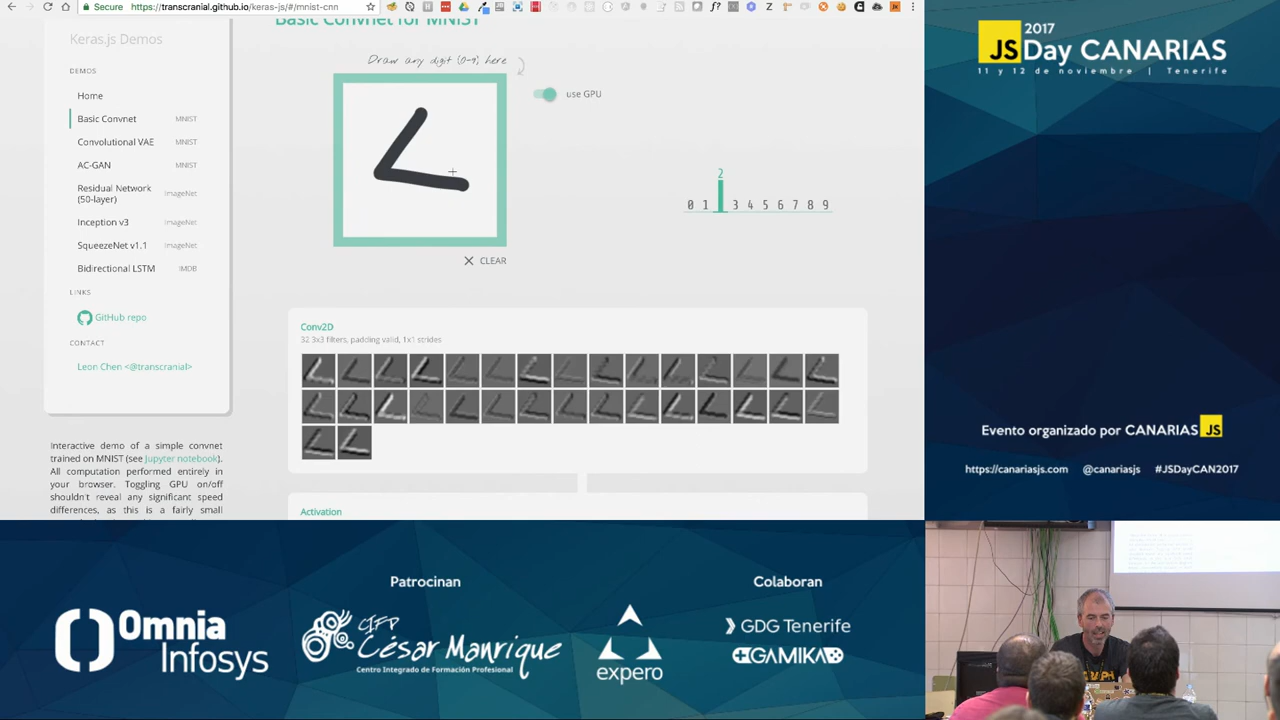 Secure https://transcranial.github.io/keras-js/#/mnist-cnn
Basic Convnet for MNIST
Keras.js Demos
DEMOS
Home
Basic Convnet MNIST
Convolutional VAE MNIST
AC-GAN MNIST
Residual Network (50-layer) ImageNet
Inception v3 ImageNet
SqueezeNet v1.1 ImageNet
Bidirectional LSTM IMDB
LINKS
GitHub repo
CONTACT
Leon Chen <@transcranial>
Interactive demo of a simple convnet
trained on MNIST (see Jupyter notebook).
All computation performed entirely in
your browser. Toggling GPU on/off
shouldn't reveal any significant speed
differences, as this is a fairly small
Draw any digit (0-9) here
use GPU
2
0 1 3 4 5 6 7 8 9
CLEAR
Conv2D
32 3x3 filters, padding valid, 1x1 strides
Activation
2017
JSDay CANARIAS
11 y 12 de noviembre | Tenerife
Evento organizado por CANARIAS JS
https://canariasjs.com @canariasjs #JSDayCAN2017
Patrocinan
Colaboran
Omnia
Infosys
CIFP
César Manrique
Centro Integrado de Formación Profesional
expero
GDG Tenerife
GAMIKA